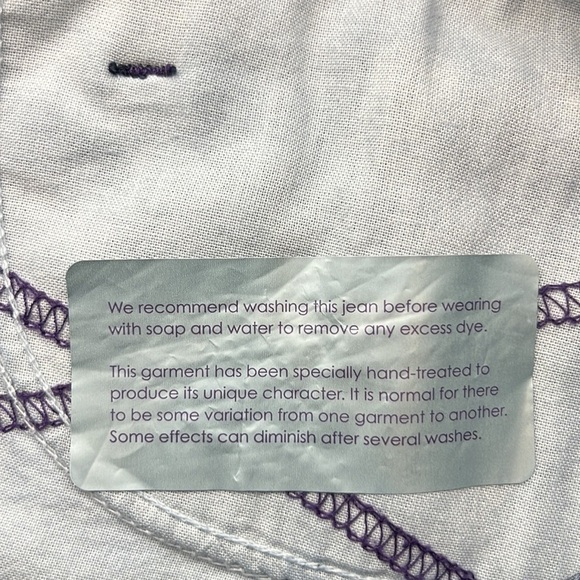 We recommend washing this jean before wearing
with soap and water to remove any excess dye.
This garment has been specially hand-treated to
produce its unique character. It is normal for there
to be some variation from one garment to another.
Some effects can diminish after several washes.